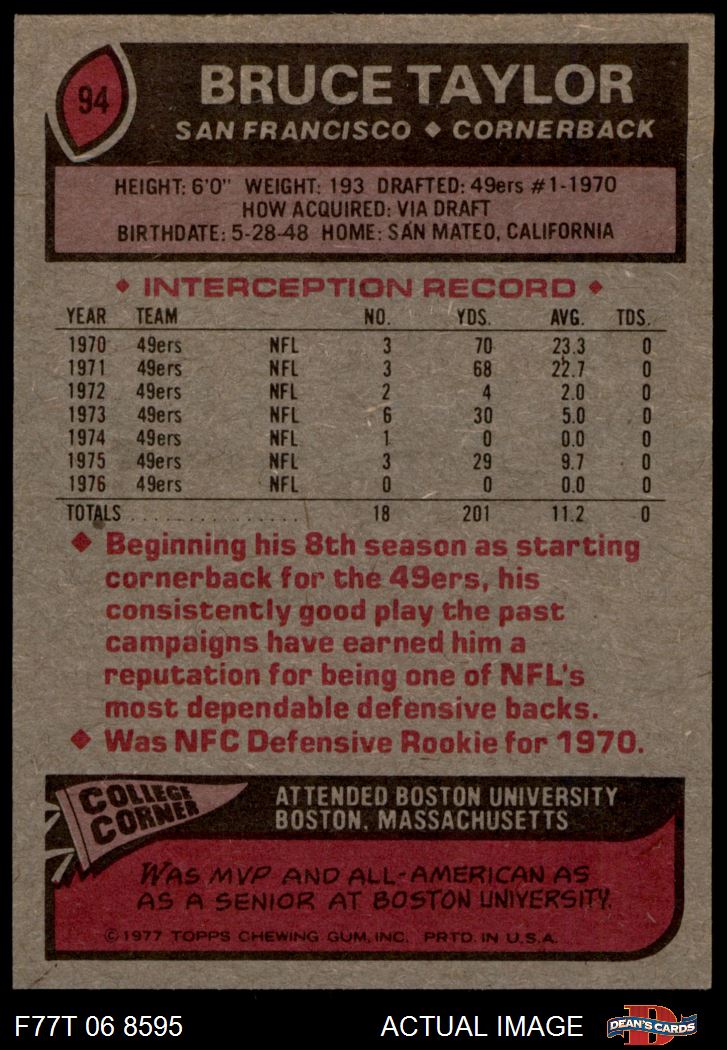 94
BRUCE TAYLOR
SAN FRANCISCO ◆ CORNERBACK
HEIGHT: 6'0" WEIGHT: 193 DRAFTED: 49ers #1-1970
HOW ACQUIRED: VIA DRAFT
BIRTHDATE: 5-28-48 HOME: SAN MATEO, CALIFORNIA
◆ INTERCEPTION RECORD ◆
YEAR TEAM NO. YDS. AVG. TDS.
1970 49ers NFL 3 70 23.3 0
1971 49ers NFL 3 68 22.7 0
1972 49ers NFL 2 4 2.0 0
1973 49ers NFL 6 30 5.0 0
1974 49ers NFL 1 0 0.0 0
1975 49ers NFL 3 29 9.7 0
1976 49ers NFL 0 0 0.0 0
TOTALS . . . . . . . . . . . . . . . 18 201 11.2 0
◆ Beginning his 8th season as starting
cornerback for the 49ers, his
consistently good play the past
campaigns have earned him a
reputation for being one of NFL's
most dependable defensive backs.
◆ Was NFC Defensive Rookie for 1970.
COLLEGE
CORNER
ATTENDED BOSTON UNIVERSITY
BOSTON, MASSACHUSETTS
WAS MVP AND ALL-AMERICAN AS
AS A SENIOR AT BOSTON UNIVERSITY.
© 1977 TOPPS CHEWING GUM, INC. PRTD. IN U.S.A.
F77T 06 8595 ACTUAL IMAGE
D
DEAN'S CARDS